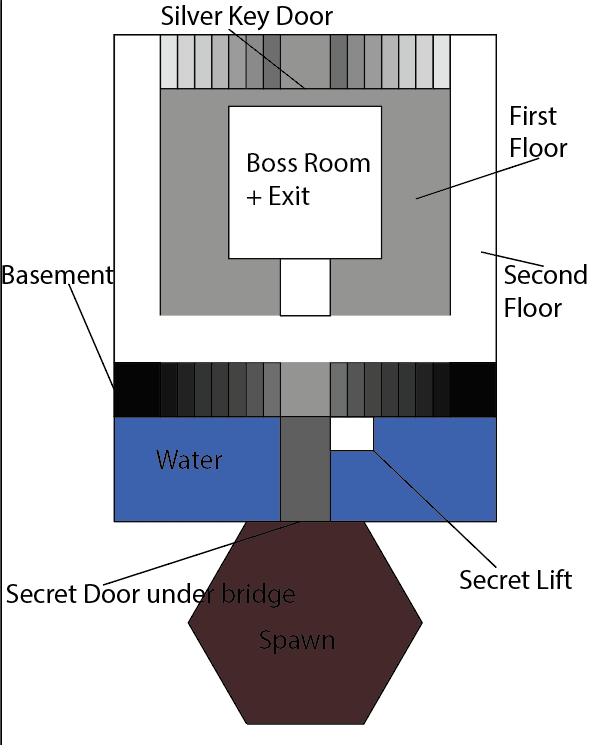 Silver Key Door
First
Floor
Boss Room
+ Exit
Basement
Second
Floor
Water
Secret Lift
Secret Door under bridge
Spawn